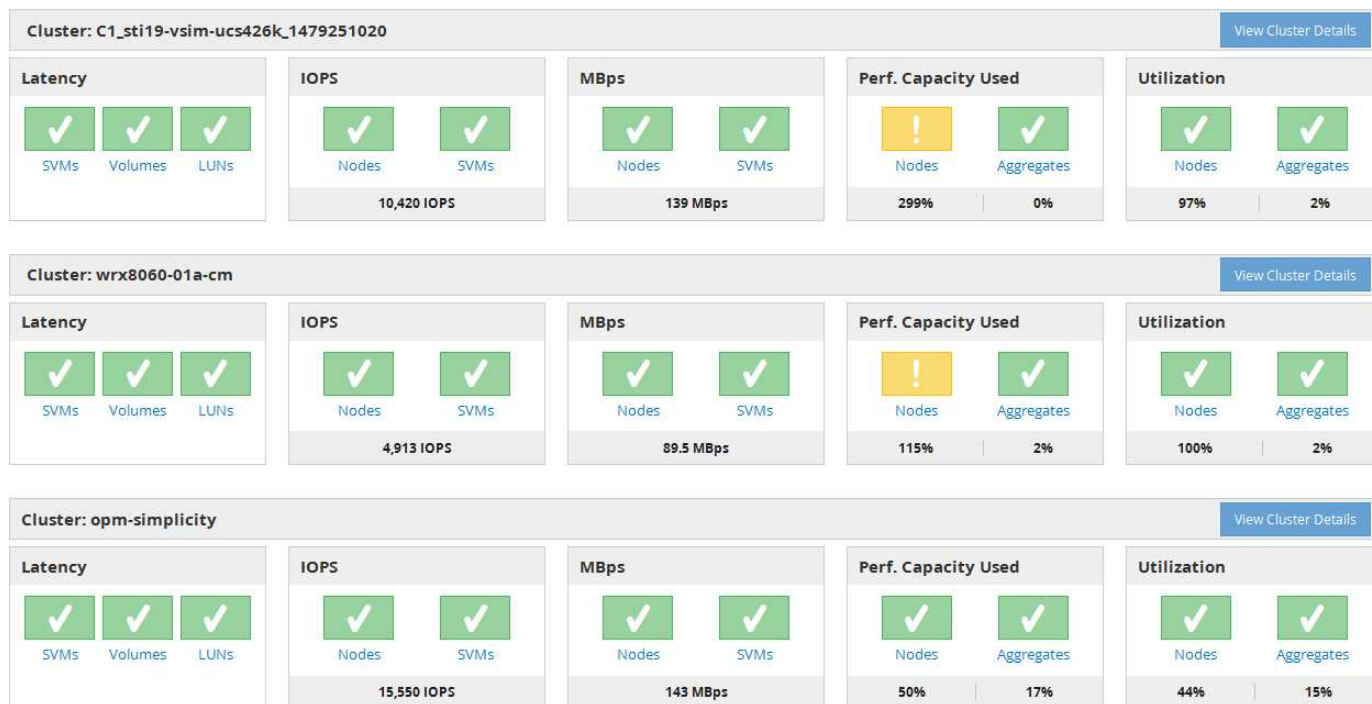 Cluster: C1_sti19-vsim-ucs426k_1479251020 View Cluster Details
Latency IOPS MBps Perf. Capacity Used Utilization
SVMs Volumes LUNs Nodes SVMs Nodes SVMs Nodes Aggregates Nodes Aggregates
10,420 IOPS 139 MBps 299% 0% 97% 2%
Cluster: wrx8060-01a-cm View Cluster Details
Latency IOPS MBps Perf. Capacity Used Utilization
SVMs Volumes LUNs Nodes SVMs Nodes SVMs Nodes Aggregates Nodes Aggregates
4,913 IOPS 89.5 MBps 115% 2% 100% 2%
Cluster: opm-simplicity View Cluster Details
Latency IOPS MBps Perf. Capacity Used Utilization
SVMs Volumes LUNs Nodes SVMs Nodes SVMs Nodes Aggregates Nodes Aggregates
15,550 IOPS 143 MBps 50% 17% 44% 15%